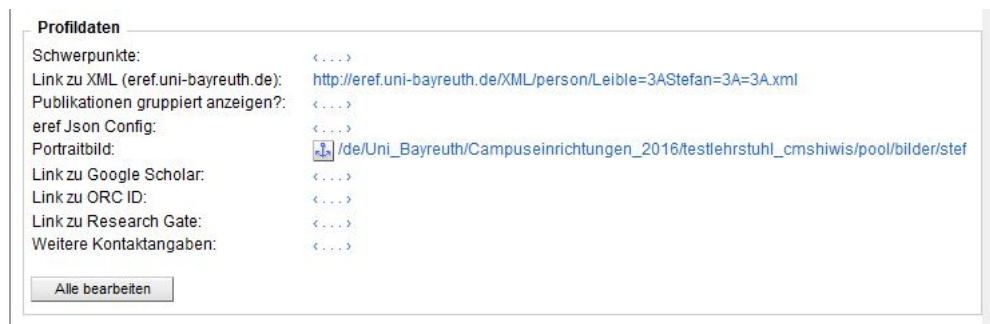 Profildaten
Schwerpunkte: ‹ . . . ›
Link zu XML (eref.uni-bayreuth.de): http://eref.uni-bayreuth.de/XML/person/Leible=3AStefan=3A=3A.xml
Publikationen gruppiert anzeigen?: ‹ . . . ›
eref Json Config: ‹ . . . ›
Portraitbild: /de/Uni_Bayreuth/Campuseinrichtungen_2016/testlehrstuhl_cmshiwis/pool/bilder/stef
Link zu Google Scholar: ‹ . . . ›
Link zu ORC ID: ‹ . . . ›
Link zu Research Gate: ‹ . . . ›
Weitere Kontaktangaben: ‹ . . . ›
Alle bearbeiten